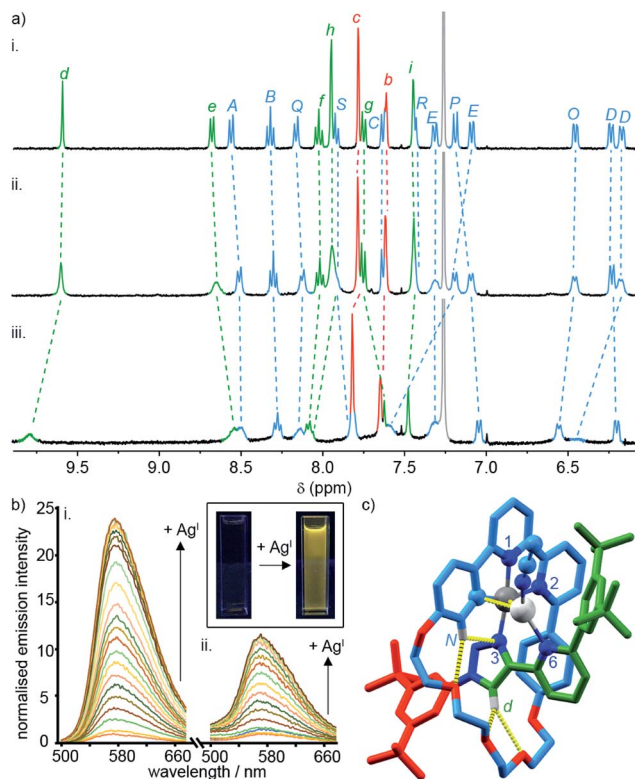 a)
i.
d e A B Q f h S c g C b i R E P E O D D
ii.
iii.
9.5 9.0 8.5 8.0 7.5 7.0 6.5
δ (ppm)
b) i. + Ag^I
normalised emission intensity
25
20
15
10
5
0
+ Ag^I
ii. + Ag^I
500 580 660 500 580 660
wavelength / nm
c)
1
2
N 3 6
d